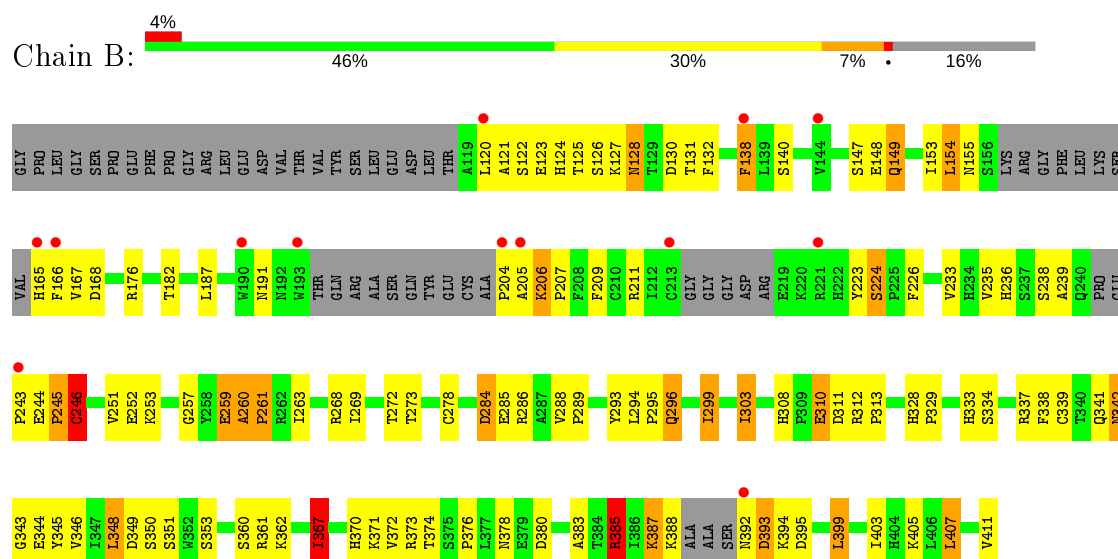 4%
Chain B:
46% 30% 7% • 16%
GLY PRO LEU GLY SER PRO GLU PHE PRO GLY ARG LEU GLU ASP VAL THR VAL TYR SER LEU GLU ASP LEU THR A119 L120 A121 S122 E123 H124 T125 S126 K127 N128 T129 D130 T131 F132 F138 L139 S140 V144 S147 E148 Q149 I153 L154 N155 S156 LYS ARG GLY PHE LEU LYS SER
VAL H165 F166 V167 D168 R176 T182 L187 W190 N191 N192 W193 THR GLN ARG ALA SER GLN TYR GLU CYS ALA P204 A205 K206 P207 F208 F209 C210 R211 I212 C213 GLY GLY GLY ASP ARG E219 K220 R221 H222 Y223 S224 P225 F226 V233 H234 V235 H236 S237 S238 A239 Q240 PRO GLU
P243 E244 P245 C246 V251 E252 K253 G257 Y258 E259 A260 P261 R262 I263 R268 I269 T272 T273 C278 D284 E285 R286 A287 V288 P289 Y293 L294 P295 Q296 I299 I303 H308 P309 E310 D311 R312 P313 H328 P329 H333 S334 R337 F338 C339 T340 Q341 N342
G343 E344 Y345 V346 I347 L348 D349 S350 S351 W352 S353 S360 R361 K362 I367 H370 K371 V372 R373 T374 S375 P376 L377 N378 E379 D380 A383 T384 R385 I386 K387 K388 ALA ALA SER N392 D393 K394 D395 L399 I403 H404 K405 L406 L407 V411